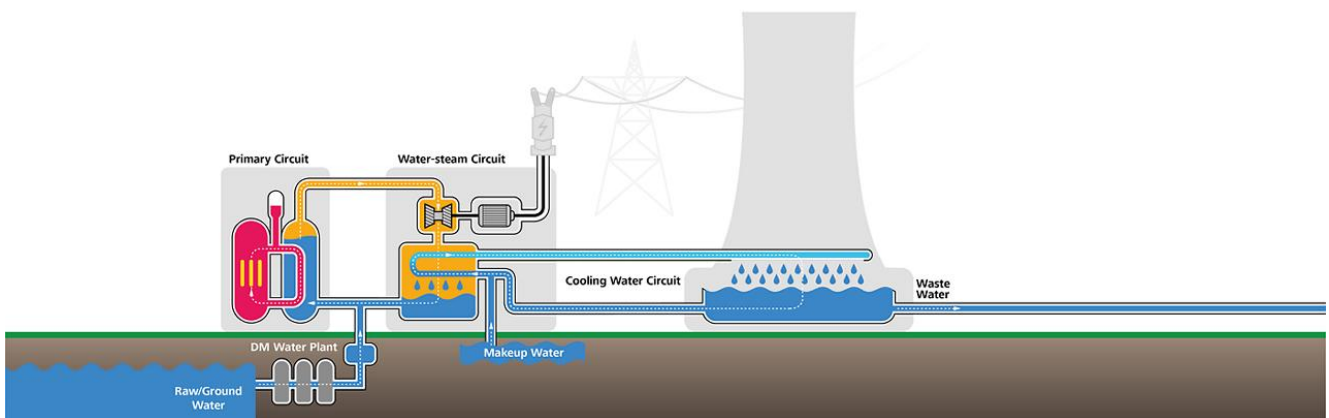 Primary Circuit
Water-steam Circuit
Cooling Water Circuit
Waste
Water
DM Water Plant
Makeup Water
Raw/Ground
Water